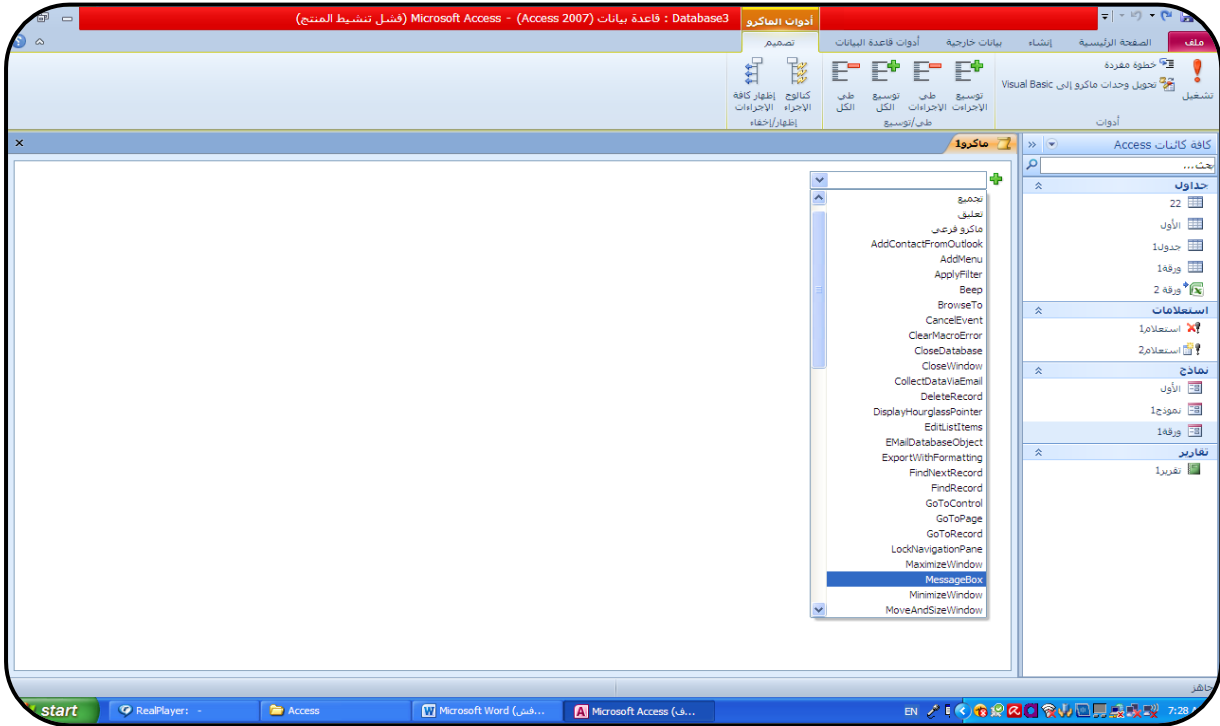 Database3 : قاعدة بيانات (Access 2007) - Microsoft Access (فشل تنشيط المنتج)
أدوات الماكرو
ملف
الصفحة الرئيسية
إنشاء
بيانات خارجية
أدوات قاعدة البيانات
تصميم
تشغيل
خطوة مفردة
تحويل وحدات ماكرو إلى Visual Basic
أدوات
توسيع الإجراءات
طي الإجراءات
توسيع الكل
طي الكل
طي/توسيع
كتالوج الإجراء
إظهار كافة الإجراءات
إظهار/إخفاء
كافة كائنات Access
بحث...
جداول
22
الأول
جدول1
ورقة1
ورقة 2
استعلامات
استعلام1
استعلام2
نماذج
الأول
نموذج1
ورقة1
تقارير
تقرير1
ماكرو1
تجميع
تعليق
ماكرو فرعي
AddContactFromOutlook
AddMenu
ApplyFilter
Beep
BrowseTo
CancelEvent
ClearMacroError
CloseDatabase
CloseWindow
CollectDataViaEmail
DeleteRecord
DisplayHourglassPointer
EditListItems
EMailDatabaseObject
ExportWithFormatting
FindNextRecord
FindRecord
GoToControl
GoToPage
GoToRecord
LockNavigationPane
MaximizeWindow
MessageBox
MinimizeWindow
MoveAndSizeWindow
جاهز
start
RealPlayer: -
Access
Microsoft Word (فش...
Microsoft Access (ف...
EN
7:28